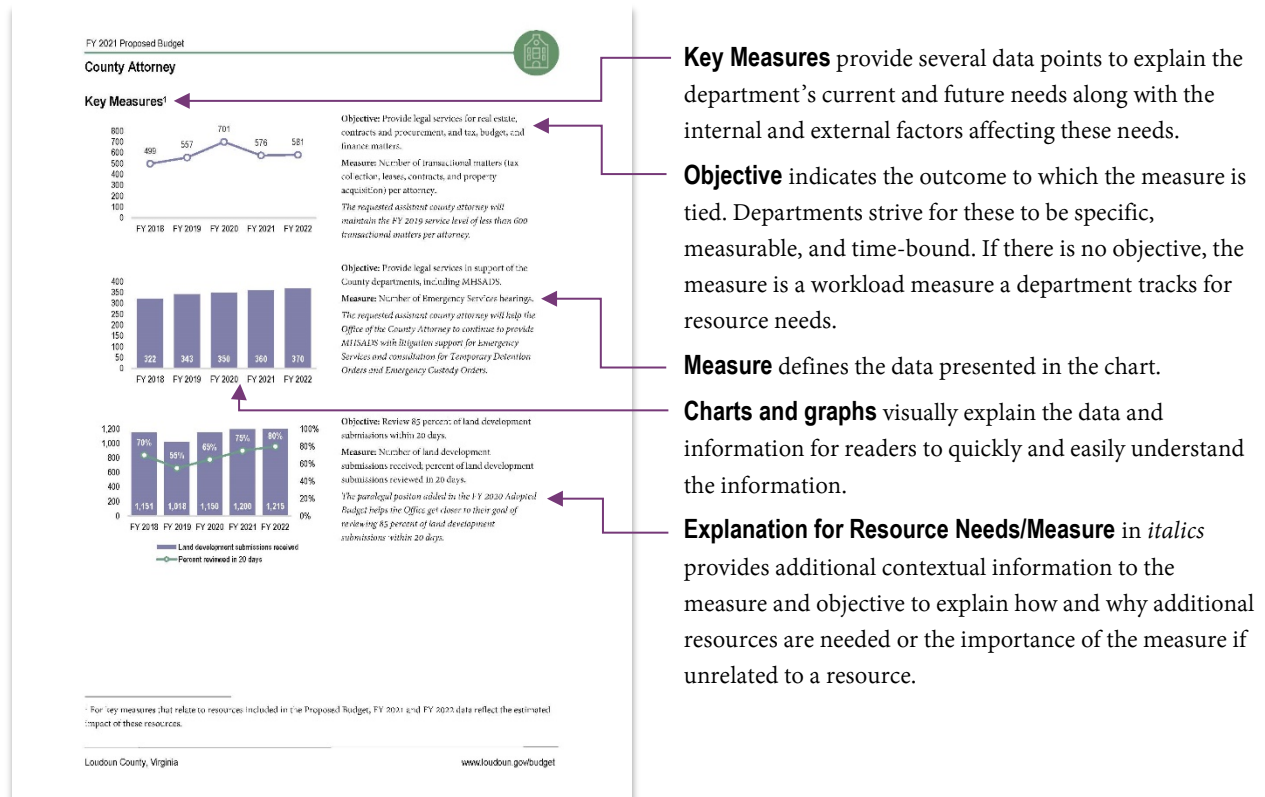 FY 2021 Proposed Budget
County Attorney
Key Measures¹
800
700
600
500
400
300
200
100
0
499
557
701
576
581
FY 2018 FY 2019 FY 2020 FY 2021 FY 2022
Objective: Provide legal services for real estate,
contracts and procurement, and tax, budget, and
finance matters.
Measure: Number of transactional matters (tax
collection, leases, contracts, and property
acquisition) per attorney.
The requested assistant county attorney will
maintain the FY 2019 service level of less than 600
transactional matters per attorney.
400
350
300
250
200
150
100
50
0
322 343 350 360 370
FY 2018 FY 2019 FY 2020 FY 2021 FY 2022
Objective: Provide legal services in support of the
County departments, including MHSADS.
Measure: Number of Emergency Services hearings.
The requested assistant county attorney will help the
Office of the County Attorney to continue to provide
MHSADS with litigation support for Emergency
Services and consultation for Temporary Detention
Orders and Emergency Custody Orders.
1,200
1,000
800
600
400
200
0
70% 55% 65% 75% 80%
1,151 1,018 1,150 1,200 1,215
100%
80%
60%
40%
20%
0%
FY 2018 FY 2019 FY 2020 FY 2021 FY 2022
Land development submissions received
Percent reviewed in 20 days
Objective: Review 85 percent of land development
submissions within 20 days.
Measure: Number of land development
submissions received; percent of land development
submissions reviewed in 20 days.
The paralegal position added in the FY 2020 Adopted
Budget helps the Office get closer to their goal of
reviewing 85 percent of land development
submissions within 20 days.
¹ For key measures that relate to resources included in the Proposed Budget, FY 2021 and FY 2022 data reflect the estimated
impact of these resources.
Loudoun County, Virginia
www.loudoun.gov/budget
Key Measures provide several data points to explain the
department’s current and future needs along with the
internal and external factors affecting these needs.
Objective indicates the outcome to which the measure is
tied. Departments strive for these to be specific,
measurable, and time-bound. If there is no objective, the
measure is a workload measure a department tracks for
resource needs.
Measure defines the data presented in the chart.
Charts and graphs visually explain the data and
information for readers to quickly and easily understand
the information.
Explanation for Resource Needs/Measure in italics
provides additional contextual information to the
measure and objective to explain how and why additional
resources are needed or the importance of the measure if
unrelated to a resource.